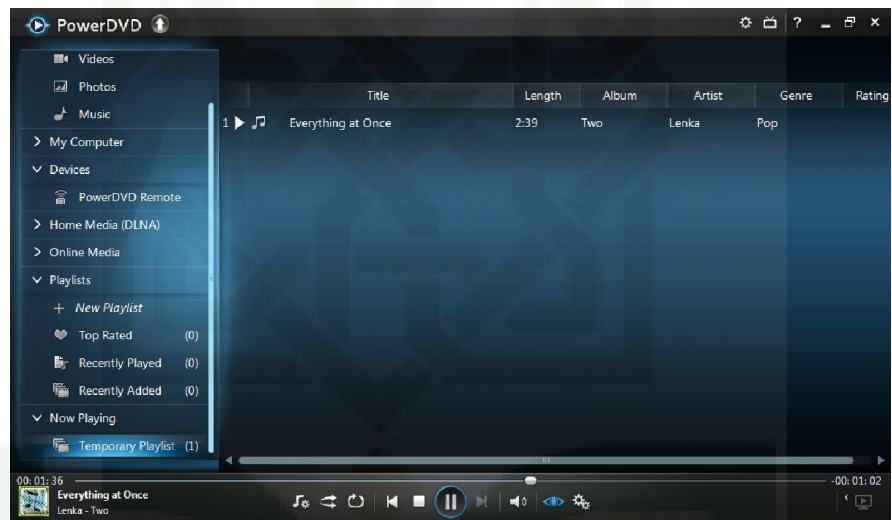 PowerDVD
?
Videos
Photos
Music
My Computer
Devices
PowerDVD Remote
Home Media (DLNA)
Online Media
Playlists
+ New Playlist
Top Rated (0)
Recently Played (0)
Recently Added (0)
Now Playing
Temporary Playlist (1)
Title Length Album Artist Genre Rating
1 Everything at Once 2:39 Two Lenka Pop
00: 01: 36 -00: 01: 02
Everything at Once
Lenka - Two